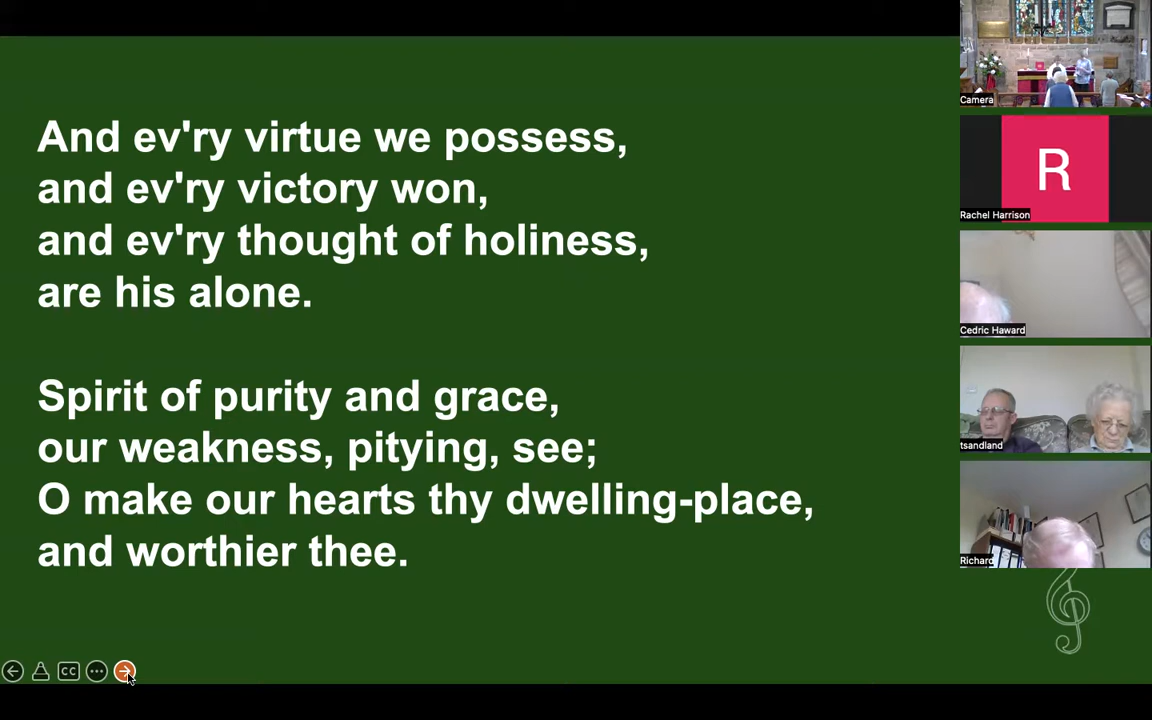 And ev'ry virtue we possess,
and ev'ry victory won,
and ev'ry thought of holiness,
are his alone.
Spirit of purity and grace,
our weakness, pitying, see;
O make our hearts thy dwelling-place,
and worthier thee.
CC
Camera
R
Rachel Harrison
Cedric Haward
tsandland
Richard